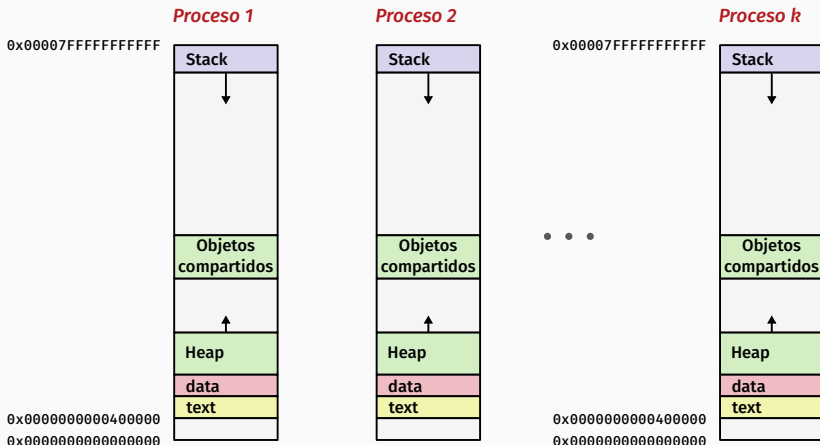 Proceso 1
Proceso 2
Proceso k
0x00007FFFFFFFFFFF
Stack
Stack
0x00007FFFFFFFFFFF
Stack
Objetos
compartidos
Objetos
compartidos
• • •
Objetos
compartidos
Heap
Heap
Heap
data
data
data
0x0000000000400000
text
text
0x0000000000400000
text
0x0000000000000000
0x0000000000000000